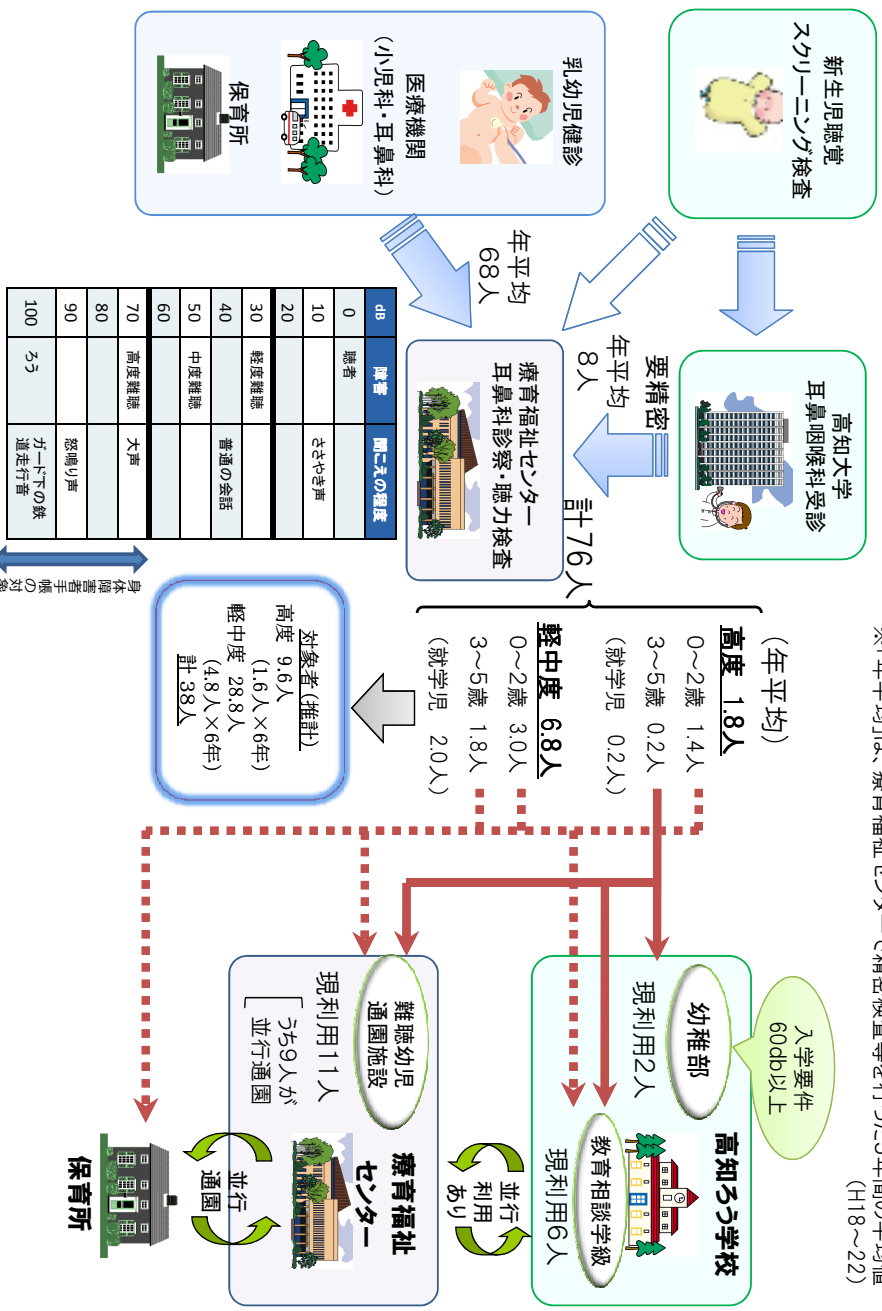 ※「年平均」は、療育福祉センターで精密検査等を行った5年間の平均値
(H18～22)
新生児聴覚
スクリーニング検査
乳幼児健診
医療機関
(小児科・耳鼻科)
保育所
高知大学
耳鼻咽喉科受診
要精密
年平均
8人
年平均
68人
療育福祉センター
耳鼻科診察・聴力検査
計76人
dB 障害 聞こえの程度
0 聴者
10 ささやき声
20
30 軽度難聴
40 普通の会話
50 中度難聴
60
70 高度難聴 大声
80
90 怒鳴り声
100 ろう ガード下の鉄
道走行音
身体障害者手帳の対象
(年平均)
高度 1.8人
0～2歳 1.4人
3～5歳 0.2人
(就学児 0.2人)
軽中度 6.8人
0～2歳 3.0人
3～5歳 1.8人
(就学児 2.0人)
対象者(推計)
高度 9.6人
(1.6人×6年)
軽中度 28.8人
(4.8人×6年)
計38人
入学要件
60db以上
高知ろう学校
幼稚部
現利用2人
教育相談学級
現利用6人
並行
利用
あり
難聴幼児
通園施設
現利用11人
うち9人が
並行通園
療育福祉
センター
並行
通園
保育所